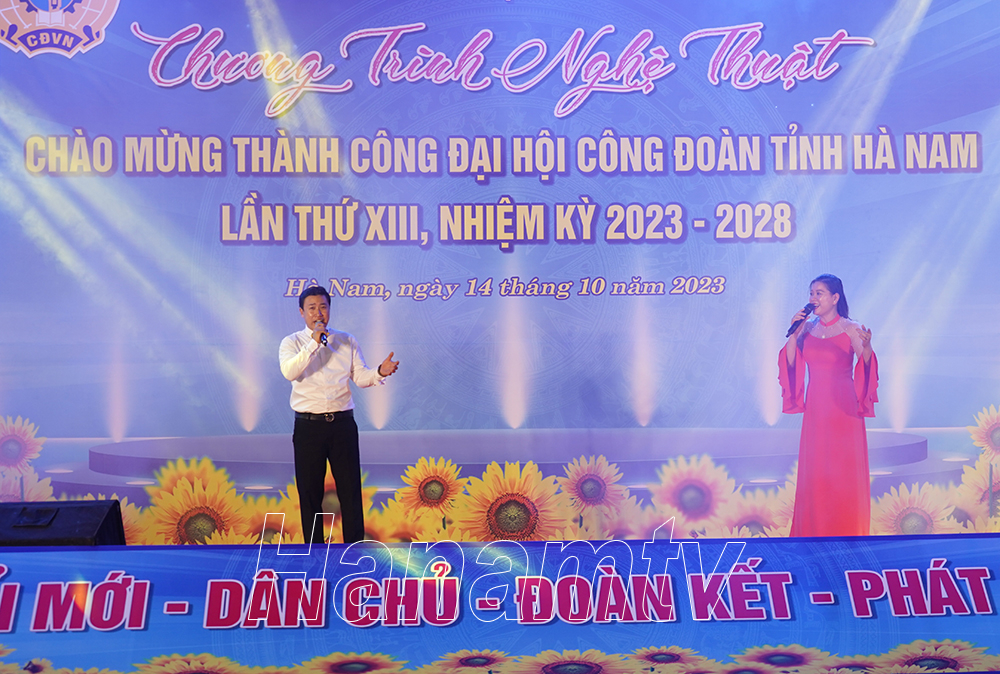 CĐVN
Chương Trình Nghệ Thuật
CHÀO MỪNG THÀNH CÔNG ĐẠI HỘI CÔNG ĐOÀN TỈNH HÀ NAM
LẦN THỨ XIII, NHIỆM KỲ 2023 - 2028
Hà Nam, ngày 14 tháng 10 năm 2023
Hanamtv
MỚI - DÂN CHỦ - ĐOÀN KẾT - PHÁT